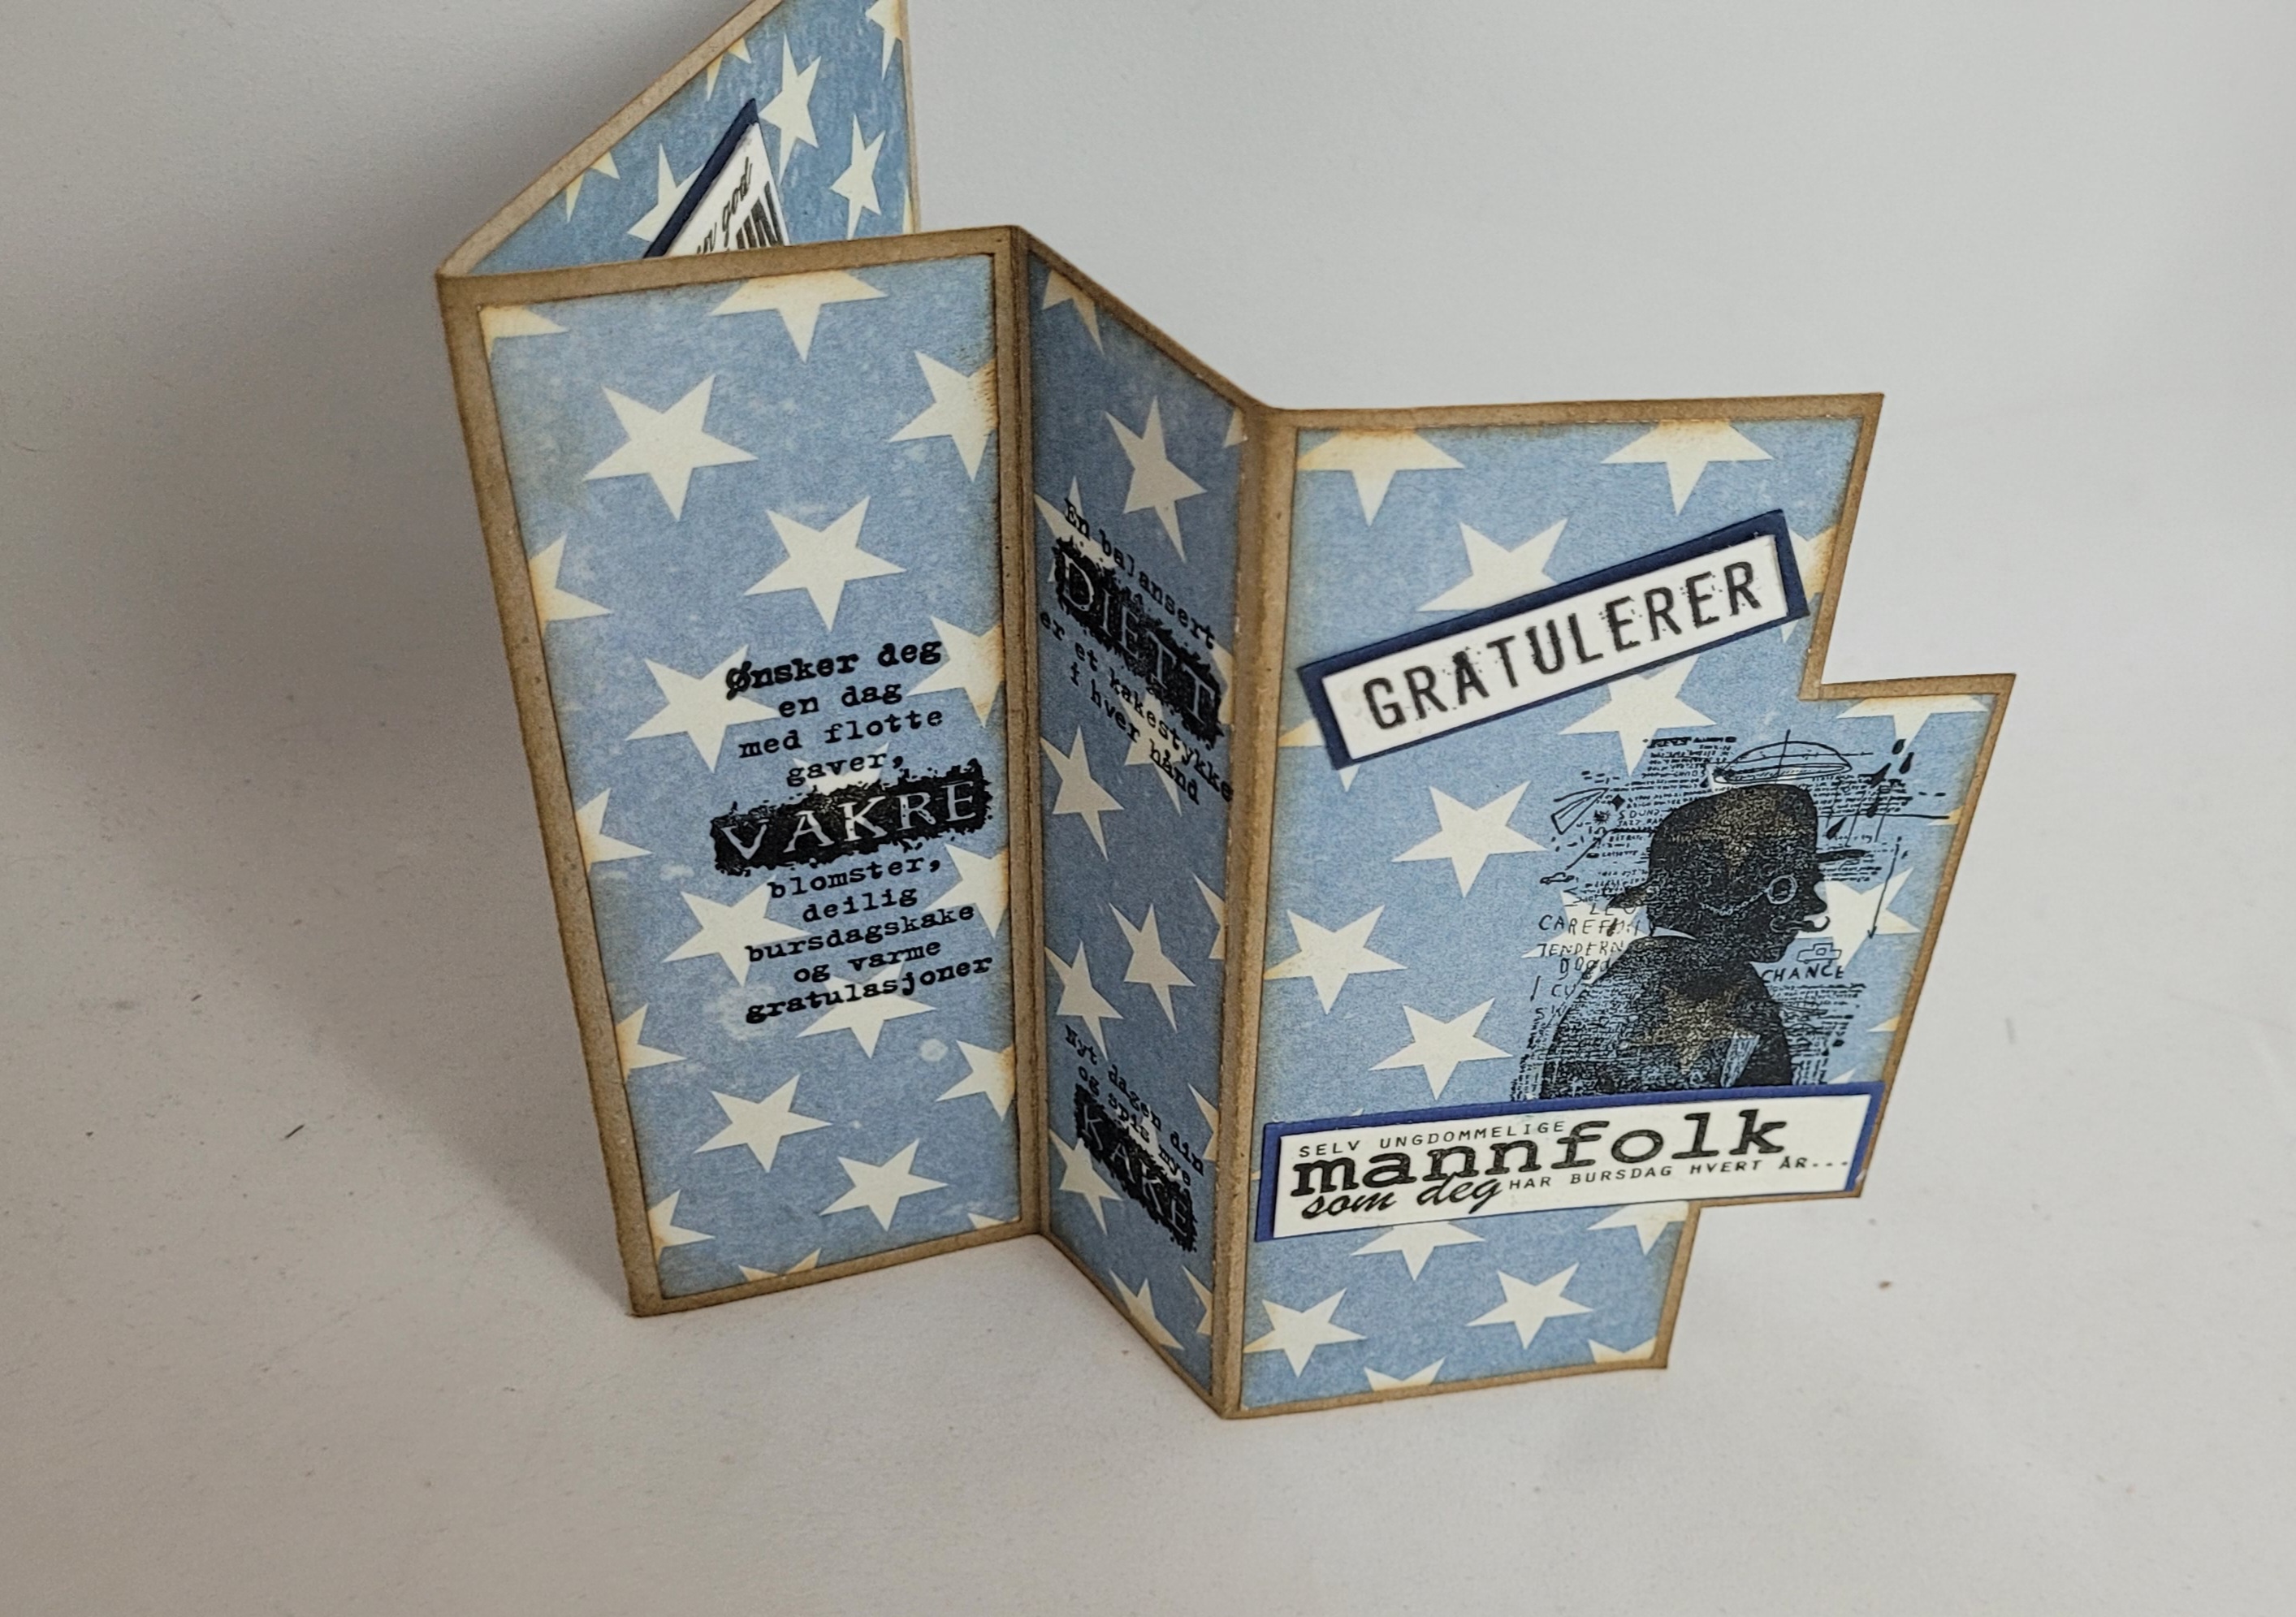 god
Ønsker deg
en dag
med flotte
gaver,
VAKRE
blomster,
deilig
bursdagskake
og varme
gratulasjoner
En balansert
DIETT
er et kakestykke
i hver hånd
Nyt dagen din
og spis mye
KAKE
GRATULERER
CHANCE
SELV UNGDOMMELIGE
mannfolk
som deg HAR BURSDAG HVERT ÅR...